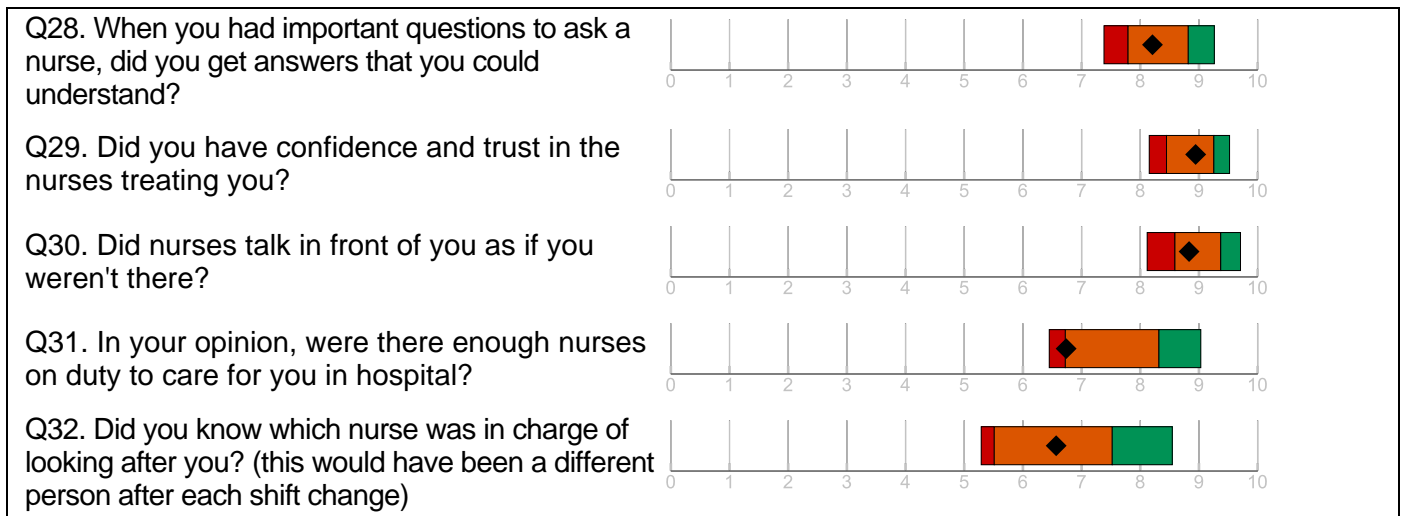 Q28. When you had important questions to ask a
nurse, did you get answers that you could
understand?
0 1 2 3 4 5 6 7 8 9 10
Q29. Did you have confidence and trust in the
nurses treating you?
0 1 2 3 4 5 6 7 8 9 10
Q30. Did nurses talk in front of you as if you
weren't there?
0 1 2 3 4 5 6 7 8 9 10
Q31. In your opinion, were there enough nurses
on duty to care for you in hospital?
0 1 2 3 4 5 6 7 8 9 10
Q32. Did you know which nurse was in charge of
looking after you? (this would have been a different
person after each shift change)
0 1 2 3 4 5 6 7 8 9 10